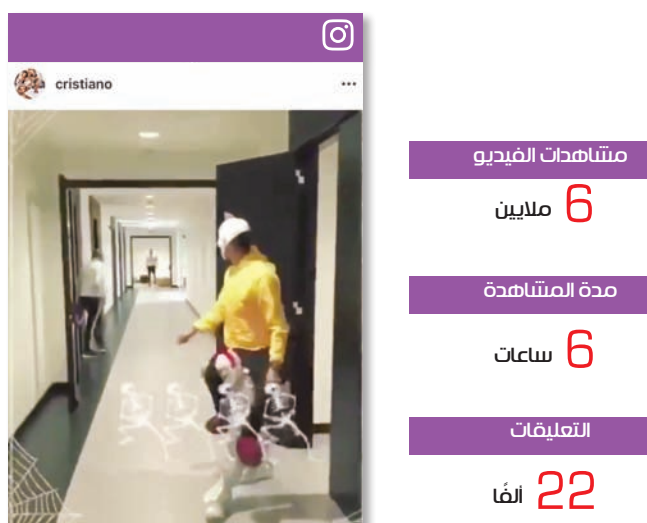 cristiano
مشاهدات الفيديو
6 ملايين
مدة المشاهدة
6 ساعات
التعليقات
22 ألفًا